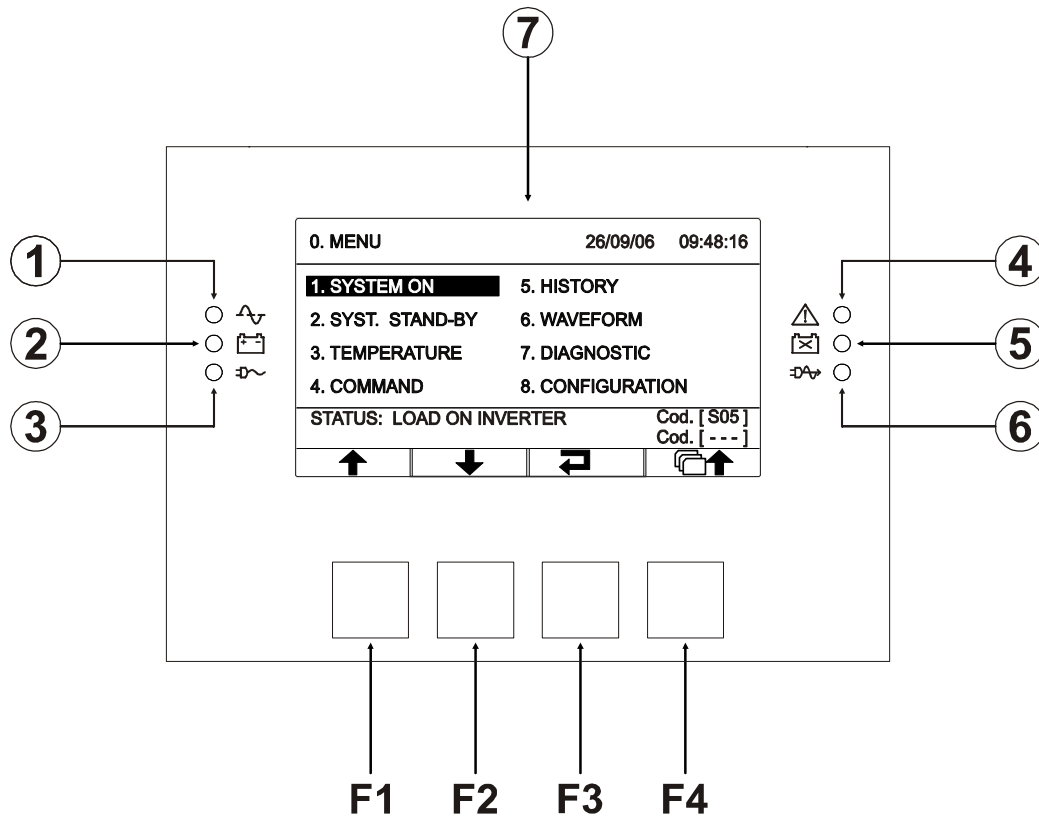 7
0. MENU 26/09/06 09:48:16
1 4
1. SYSTEM ON 5. HISTORY
2. SYST. STAND-BY 6. WAVEFORM
2 5
3. TEMPERATURE 7. DIAGNOSTIC
4. COMMAND 8. CONFIGURATION
3 6
STATUS: LOAD ON INVERTER Cod. [ S05 ]
Cod. [ - - - ]
F1 F2 F3 F4